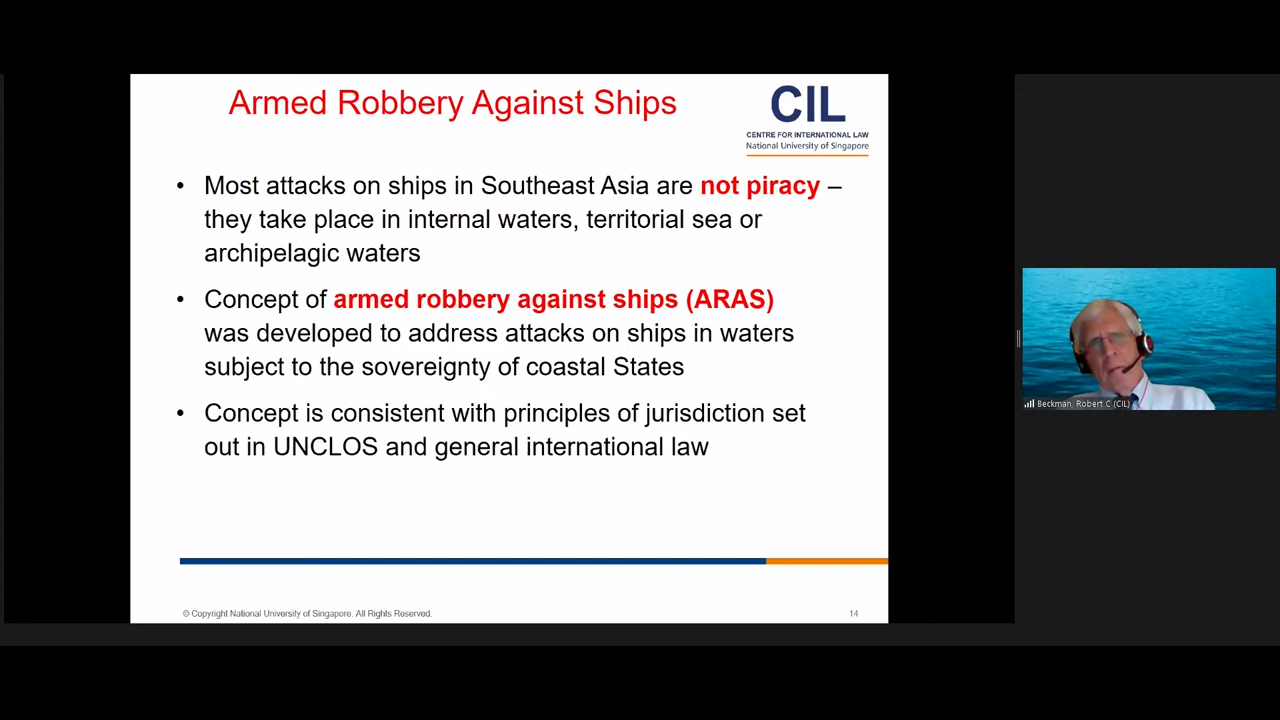 Armed Robbery Against Ships
CIL
CENTRE FOR INTERNATIONAL LAW
National University of Singapore
• Most attacks on ships in Southeast Asia are not piracy –
they take place in internal waters, territorial sea or
archipelagic waters
• Concept of armed robbery against ships (ARAS)
was developed to address attacks on ships in waters
subject to the sovereignty of coastal States
• Concept is consistent with principles of jurisdiction set
out in UNCLOS and general international law
© Copyright National University of Singapore. All Rights Reserved.
14
Beckman, Robert C (CIL)